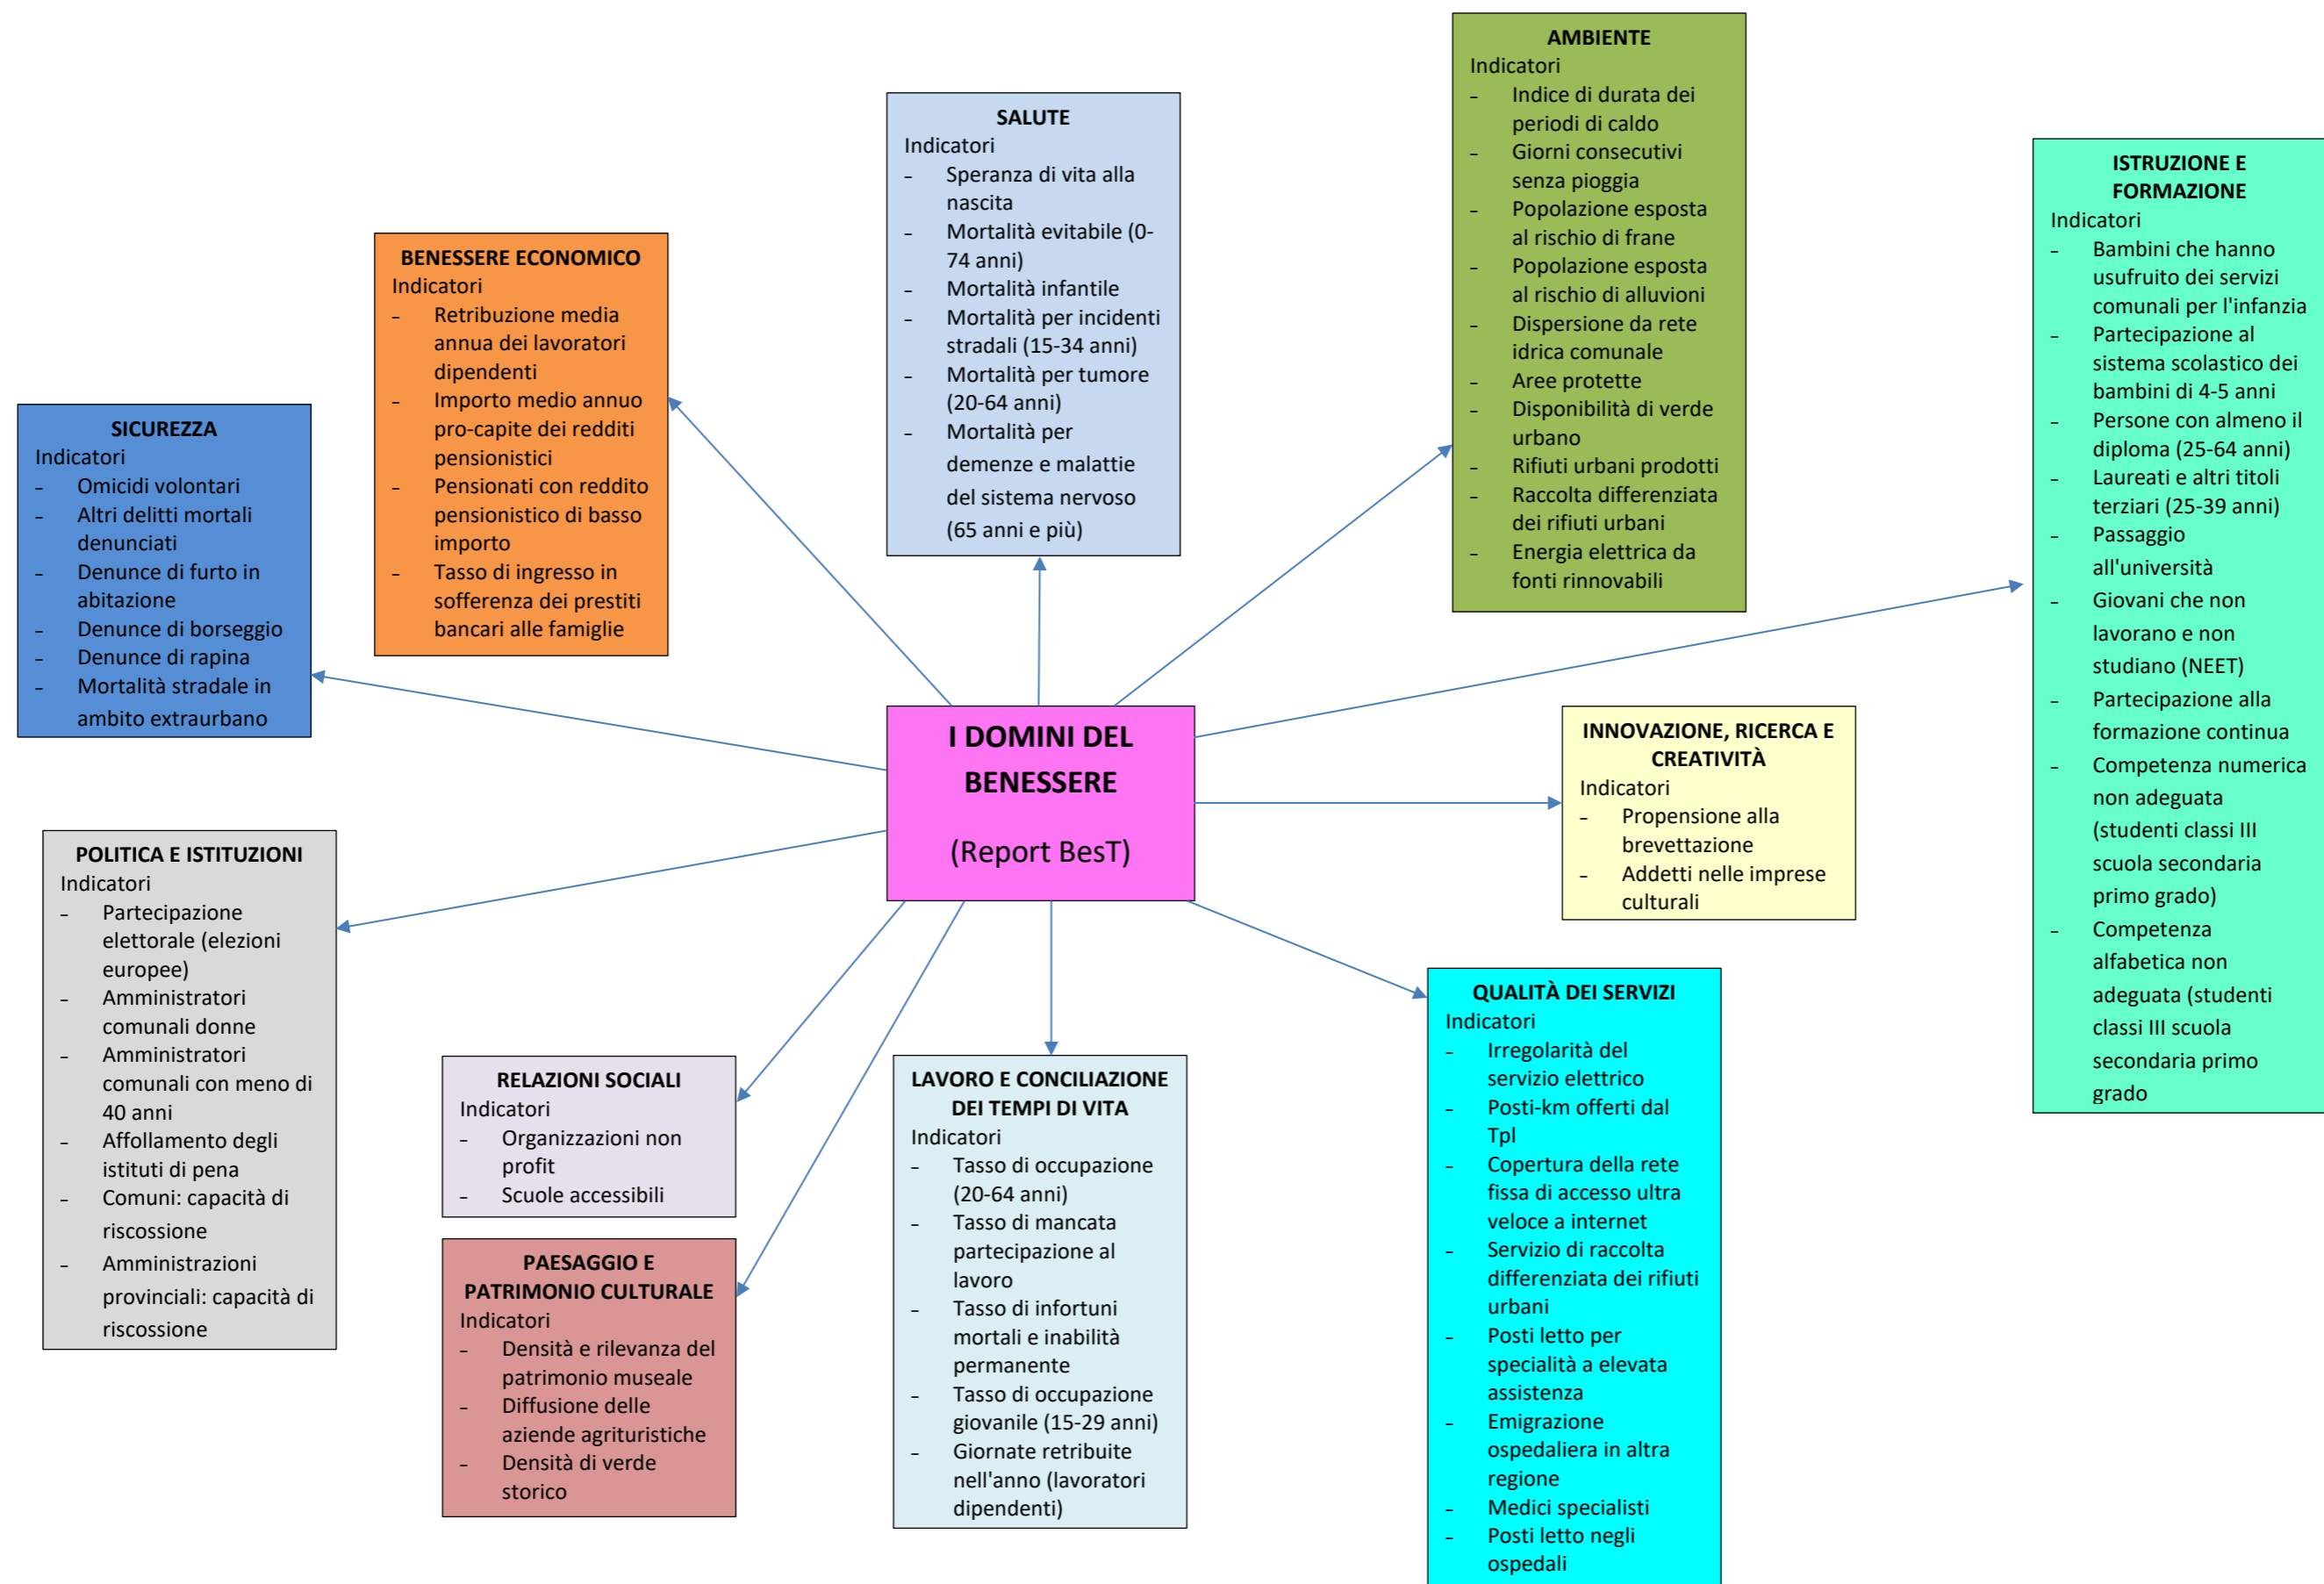 AMBIENTE
Indicatori
- Indice di durata dei
periodi di caldo
- Giorni consecutivi
senza pioggia
- Popolazione esposta
al rischio di frane
- Popolazione esposta
al rischio di alluvioni
- Dispersione da rete
idrica comunale
- Aree protette
- Disponibilità di verde
urbano
- Rifiuti urbani prodotti
- Raccolta differenziata
dei rifiuti urbani
- Energia elettrica da
fonti rinnovabili
SALUTE
Indicatori
- Speranza di vita alla
nascita
- Mortalità evitabile (0-
74 anni)
- Mortalità infantile
- Mortalità per incidenti
stradali (15-34 anni)
- Mortalità per tumore
(20-64 anni)
- Mortalità per
demenze e malattie
del sistema nervoso
(65 anni e più)
ISTRUZIONE E
FORMAZIONE
Indicatori
- Bambini che hanno
usufruito dei servizi
comunali per l'infanzia
- Partecipazione al
sistema scolastico dei
bambini di 4-5 anni
- Persone con almeno il
diploma (25-64 anni)
- Laureati e altri titoli
terziari (25-39 anni)
- Passaggio
all'università
- Giovani che non
lavorano e non
studiano (NEET)
- Partecipazione alla
formazione continua
- Competenza numerica
non adeguata
(studenti classi III
scuola secondaria
primo grado)
- Competenza
alfabetica non
adeguata (studenti
classi III scuola
secondaria primo
grado
BENESSERE ECONOMICO
Indicatori
- Retribuzione media
annua dei lavoratori
dipendenti
- Importo medio annuo
pro-capite dei redditi
pensionistici
- Pensionati con reddito
pensionistico di basso
importo
- Tasso di ingresso in
sofferenza dei prestiti
bancari alle famiglie
SICUREZZA
Indicatori
- Omicidi volontari
- Altri delitti mortali
denunciati
- Denunce di furto in
abitazione
- Denunce di borseggio
- Denunce di rapina
- Mortalità stradale in
ambito extraurbano
I DOMINI DEL
BENESSERE
(Report BesT)
INNOVAZIONE, RICERCA E
CREATIVITÀ
Indicatori
- Propensione alla
brevettazione
- Addetti nelle imprese
culturali
POLITICA E ISTITUZIONI
Indicatori
- Partecipazione
elettorale (elezioni
europee)
- Amministratori
comunali donne
- Amministratori
comunali con meno di
40 anni
- Affollamento degli
istituti di pena
- Comuni: capacità di
riscossione
- Amministrazioni
provinciali: capacità di
riscossione
RELAZIONI SOCIALI
Indicatori
- Organizzazioni non
profit
- Scuole accessibili
PAESAGGIO E
PATRIMONIO CULTURALE
Indicatori
- Densità e rilevanza del
patrimonio museale
- Diffusione delle
aziende agrituristiche
- Densità di verde
storico
LAVORO E CONCILIAZIONE
DEI TEMPI DI VITA
Indicatori
- Tasso di occupazione
(20-64 anni)
- Tasso di mancata
partecipazione al
lavoro
- Tasso di infortuni
mortali e inabilità
permanente
- Tasso di occupazione
giovanile (15-29 anni)
- Giornate retribuite
nell'anno (lavoratori
dipendenti)
QUALITÀ DEI SERVIZI
Indicatori
- Irregolarità del
servizio elettrico
- Posti-km offerti dal
Tpl
- Copertura della rete
fissa di accesso ultra
veloce a internet
- Servizio di raccolta
differenziata dei rifiuti
urbani
- Posti letto per
specialità a elevata
assistenza
- Emigrazione
ospedaliera in altra
regione
- Medici specialisti
- Posti letto negli
ospedali